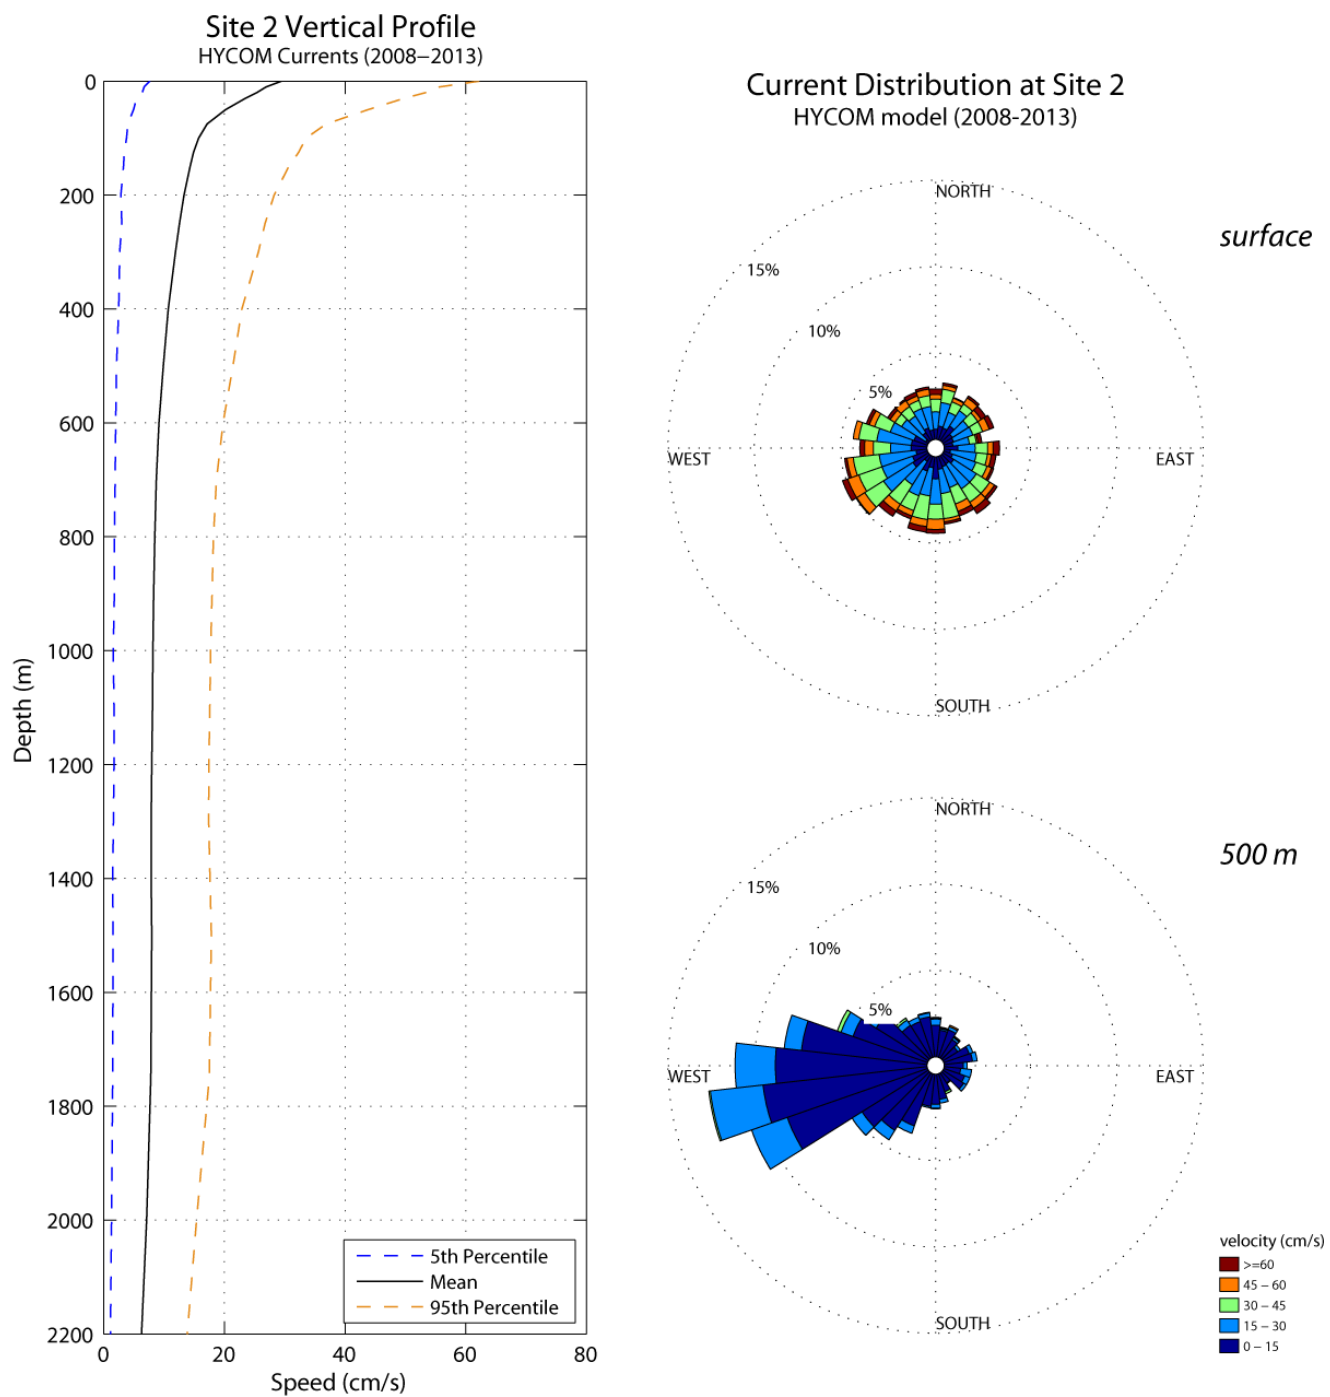 Site 2 Vertical Profile
HYCOM Currents (2008–2013)
0
200
400
600
800
1000
1200
1400
1600
1800
2000
2200
Depth (m)
0 20 40 60 80
Speed (cm/s)
5th Percentile
Mean
95th Percentile
Current Distribution at Site 2
HYCOM model (2008-2013)
surface
NORTH
15%
10%
5%
WEST
EAST
SOUTH
500 m
NORTH
15%
10%
5%
WEST
EAST
SOUTH
velocity (cm/s)
>=60
45 – 60
30 – 45
15 – 30
0 – 15